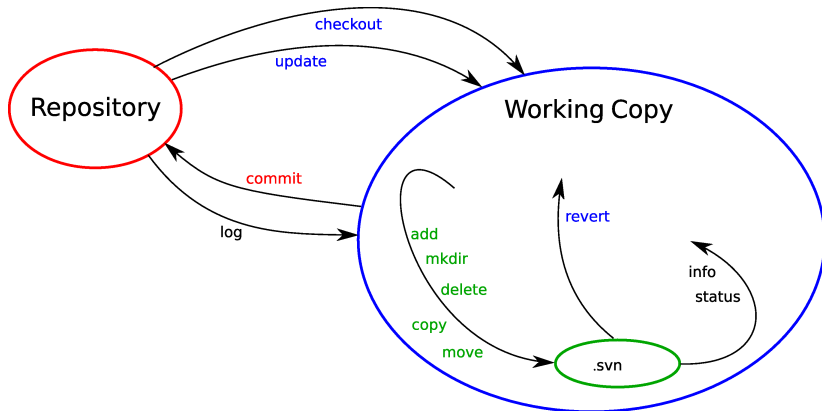 checkout
update
Repository
Working Copy
commit
log
add
mkdir
delete
copy
move
revert
info
status
.svn